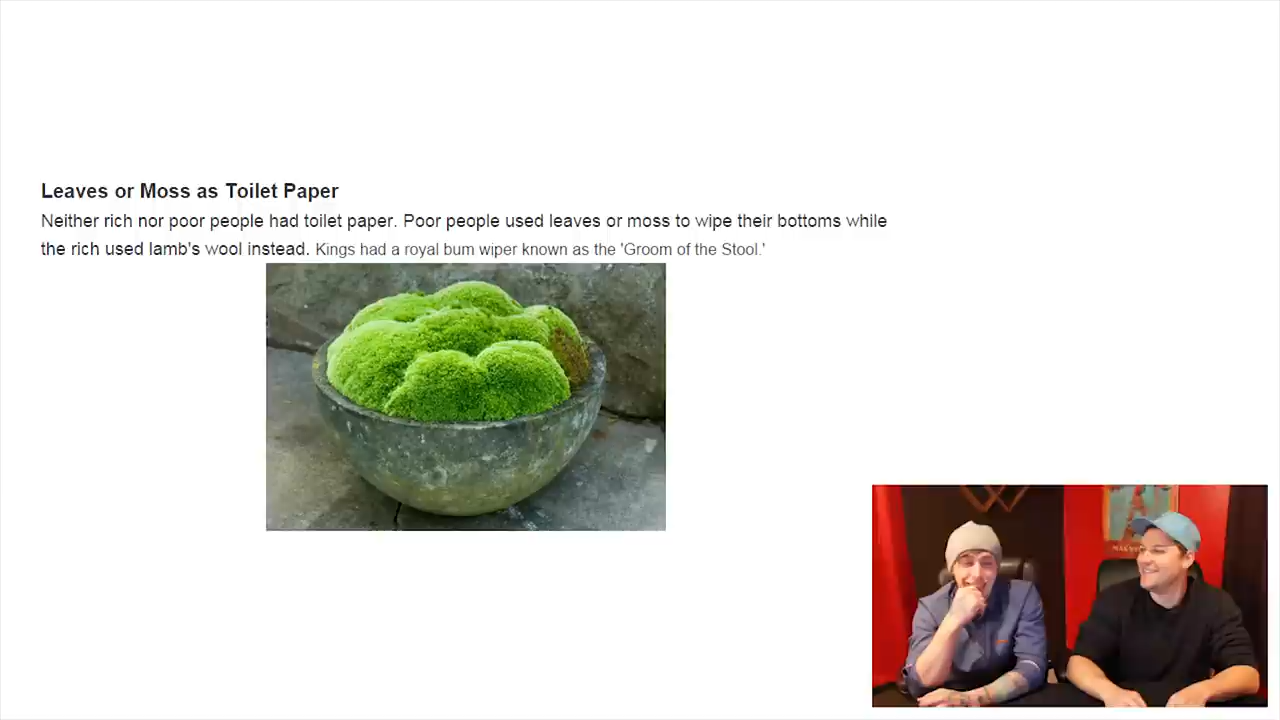 Leaves or Moss as Toilet Paper
Neither rich nor poor people had toilet paper. Poor people used leaves or moss to wipe their bottoms while
the rich used lamb's wool instead. Kings had a royal bum wiper known as the 'Groom of the Stool.'